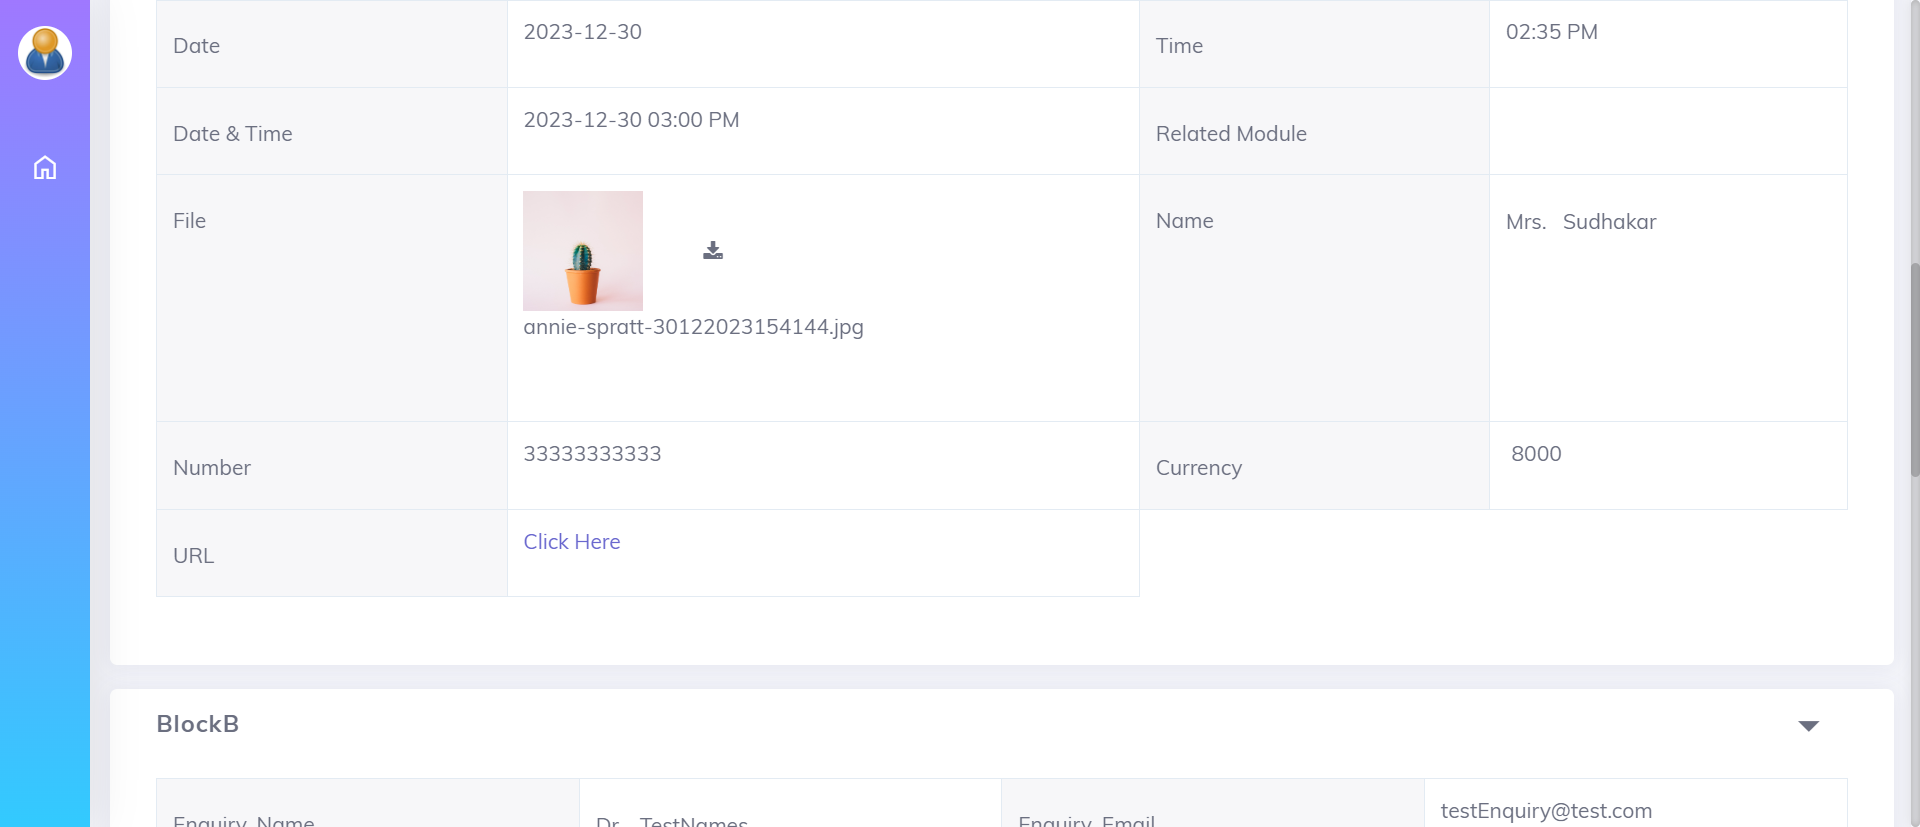 Date 2023-12-30 Time 02:35 PM
Date & Time 2023-12-30 03:00 PM Related Module
File Name Mrs. Sudhakar
annie-spratt-30122023154144.jpg
Number 33333333333 Currency 8000
URL Click Here
BlockB
Enquiry Name Dr. TestNames Enquiry Email testEnquiry@test.com